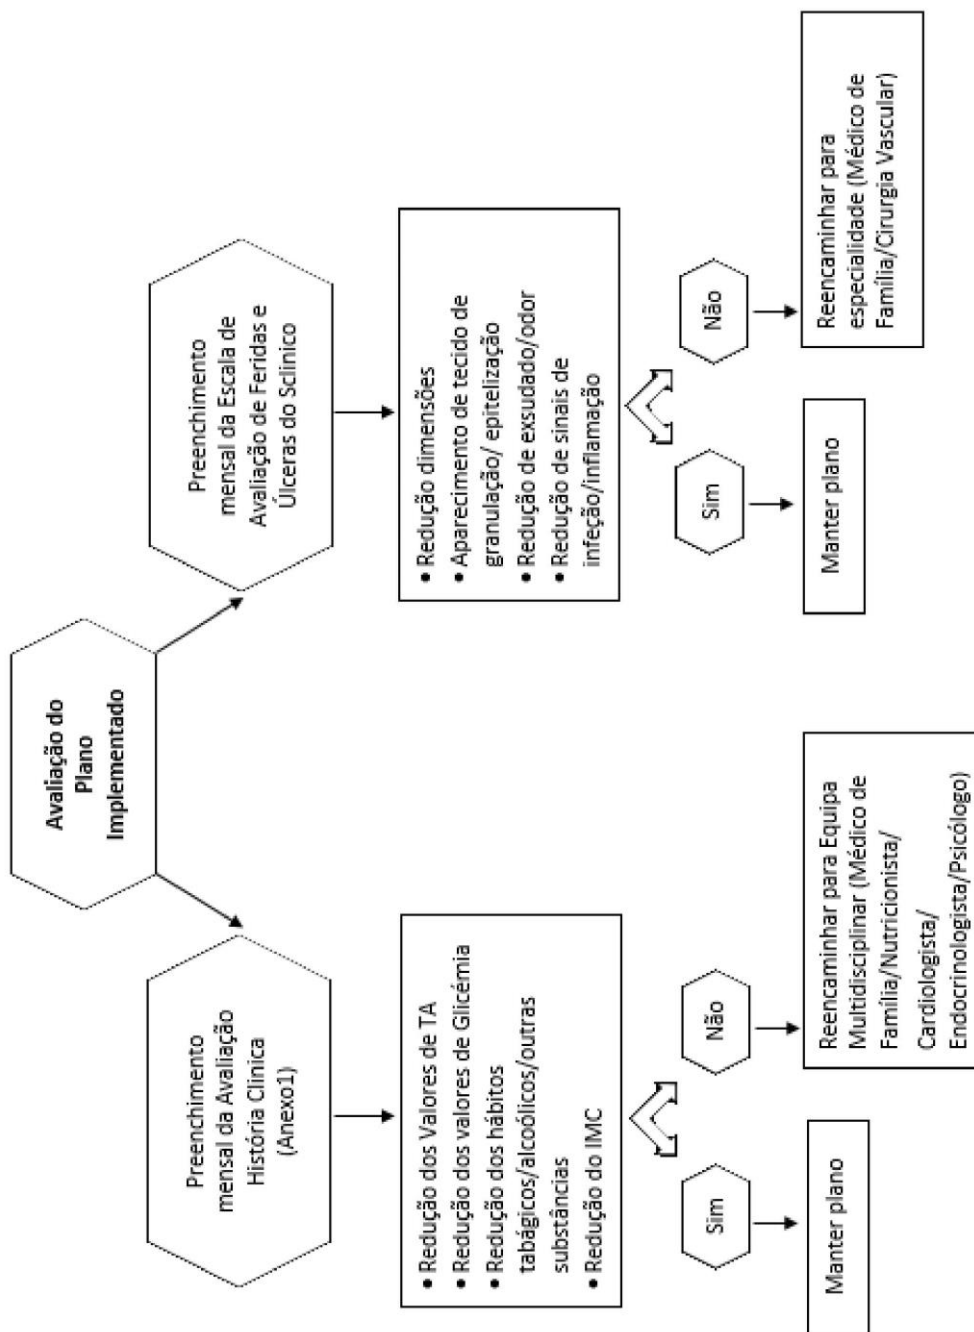 Avaliação do
Plano
Implementado
Preenchimento
mensal da Avaliação
História Clinica
(Anexo1)
• Redução dos Valores de TA
• Redução dos valores de Glicémia
• Redução dos hábitos
tabágicos/alcoólicos/outras
substâncias
• Redução do IMC
Sim
Não
Manter plano
Reencaminhar para Equipa
Multidisciplinar (Médico de
Família/Nutricionista/
Cardiologista/
Endocrinologista/Psicólogo)
Preenchimento
mensal da Escala de
Avaliação de Feridas e
Úlceras do Sclinico
• Redução dimensões
• Aparecimento de tecido de
granulação/ epitelização
• Redução de exsudado/odor
• Redução de sinais de
infeção/inflamação
Sim
Não
Manter plano
Reencaminhar para
especialidade (Médico de
Família/Cirurgia Vascular)